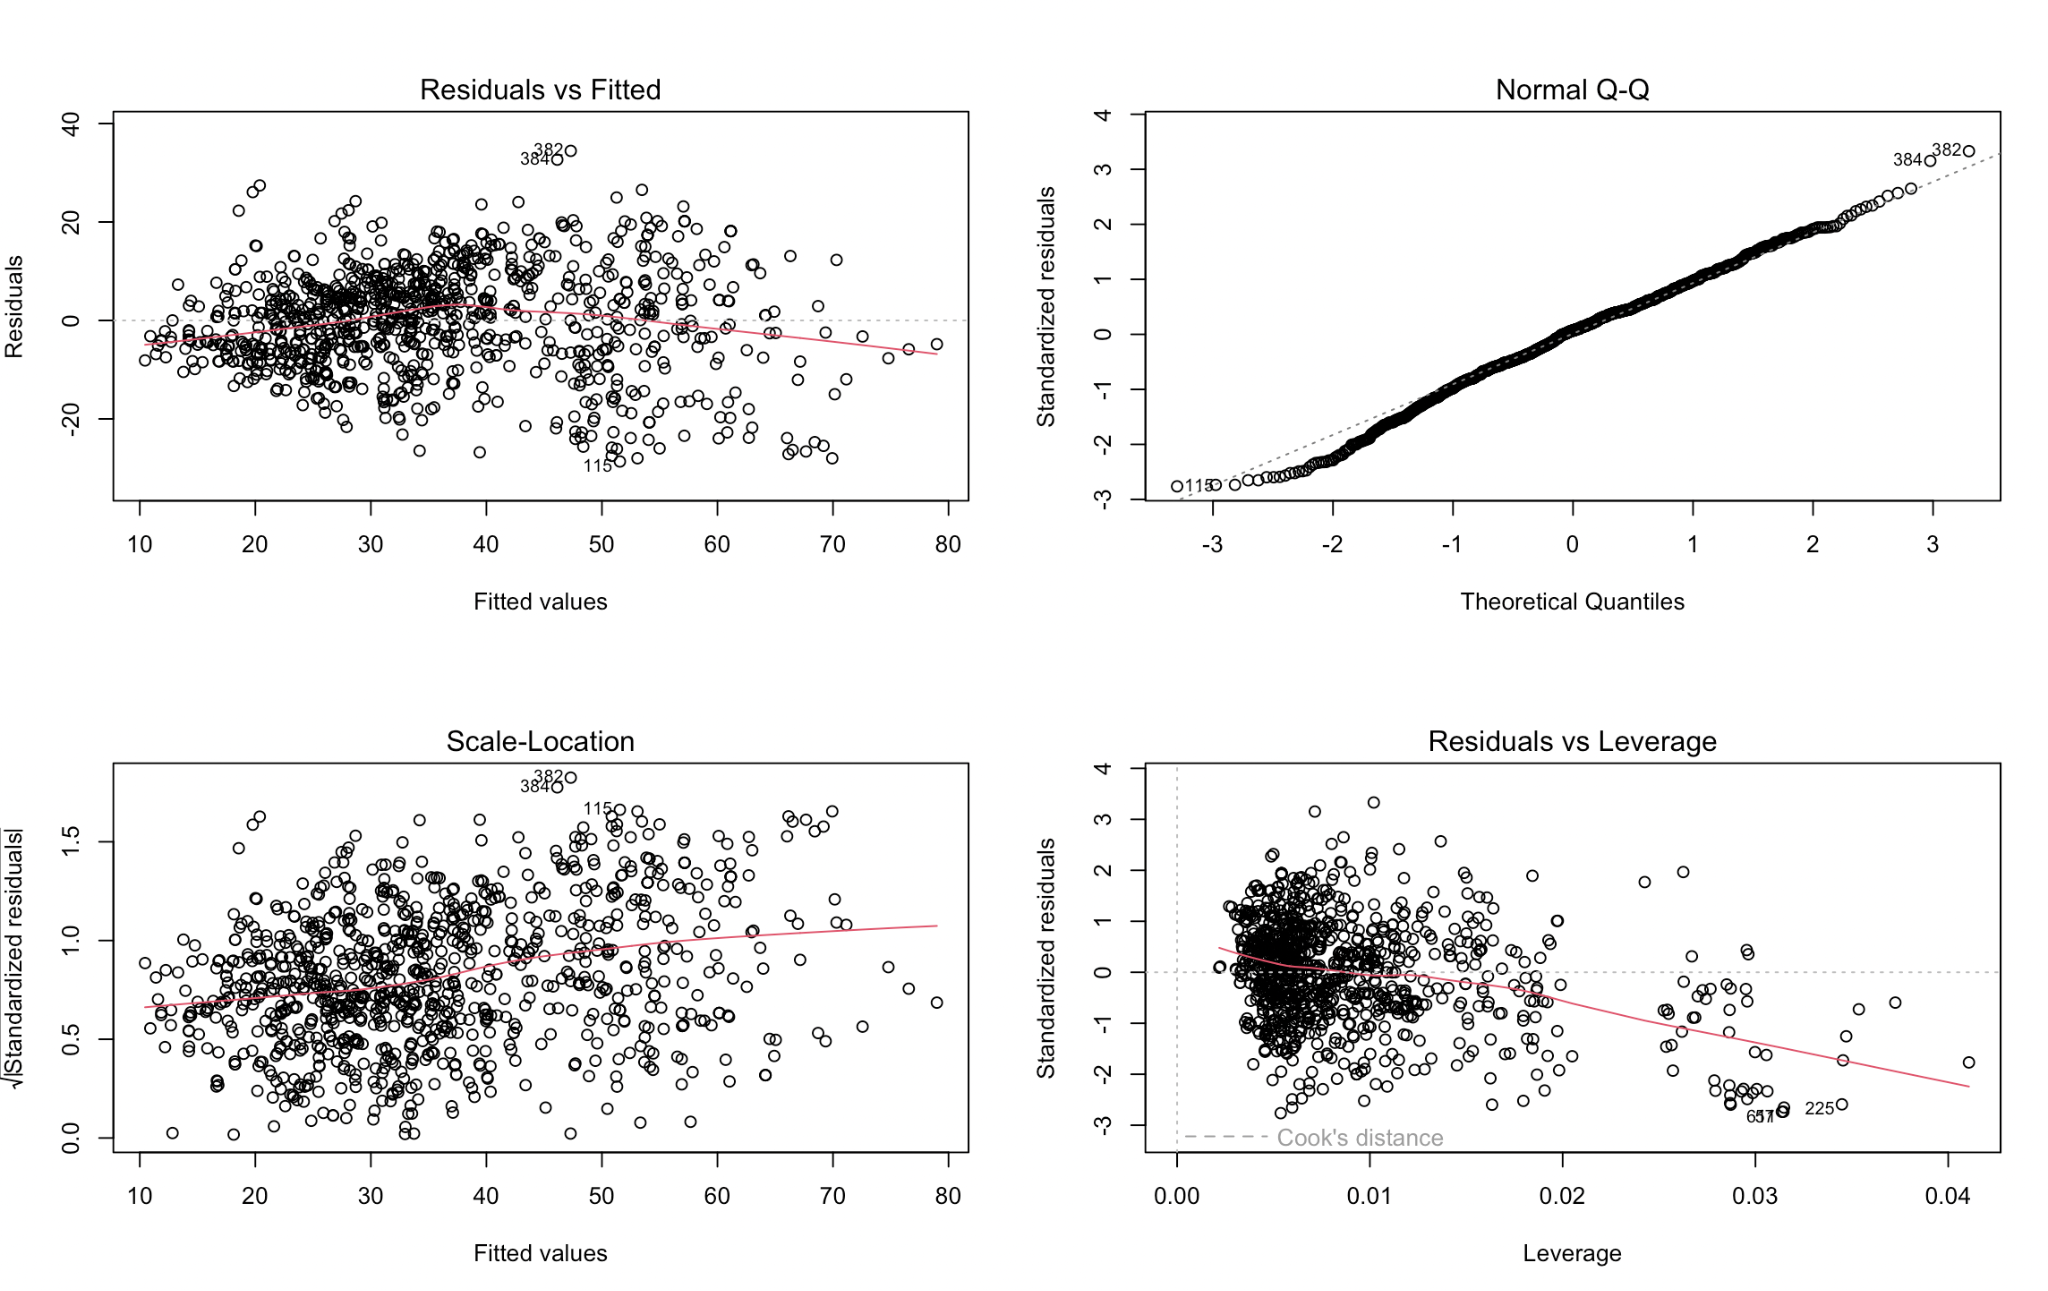 Residuals vs Fitted
40
20
0
-20
Residuals
382
384
115
10 20 30 40 50 60 70 80
Fitted values
Normal Q-Q
4
3
2
1
0
-1
-2
-3
Standardized residuals
384
382
115
-3 -2 -1 0 1 2 3
Theoretical Quantiles
Scale-Location
1.5
1.0
0.5
0.0
√|Standardized residuals|
382
384
115
10 20 30 40 50 60 70 80
Fitted values
Residuals vs Leverage
4
3
2
1
0
-1
-2
-3
Standardized residuals
225
Cook's distance
0.00 0.01 0.02 0.03 0.04
Leverage